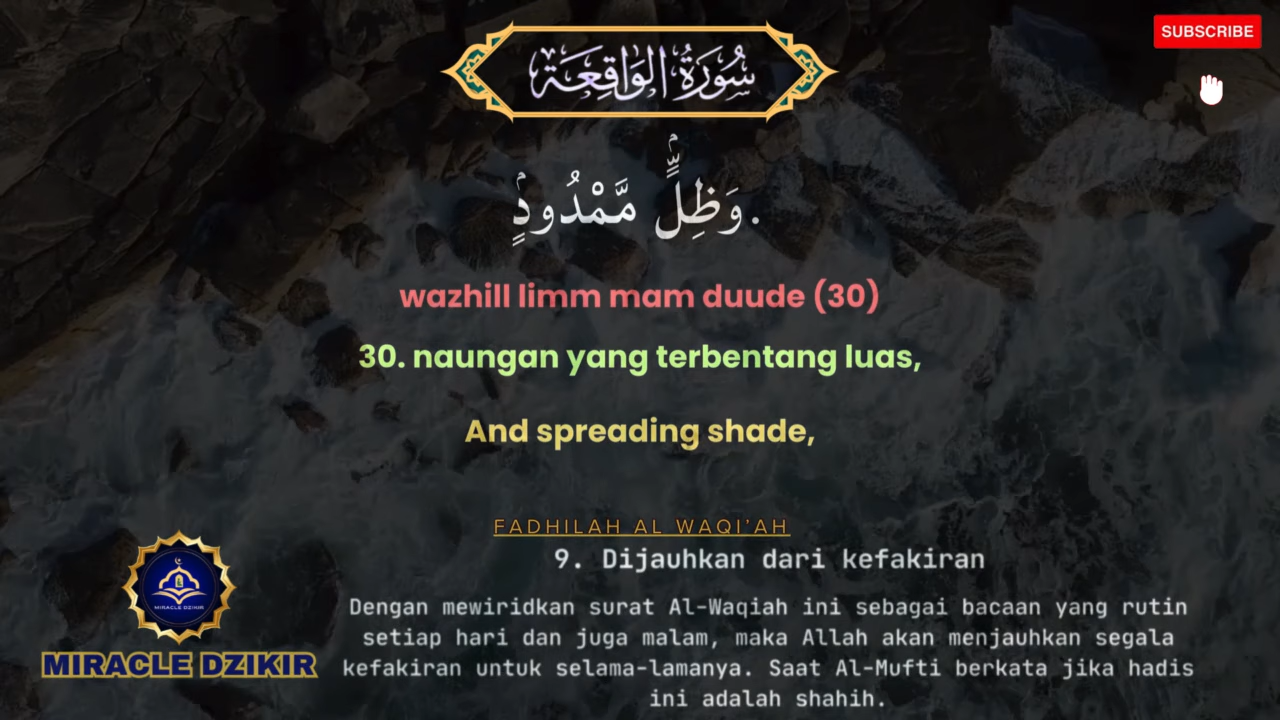 SUBSCRIBE
سُورَةُ الوَاقِعَة
.وَظِلٍّۢ مَّمْدُودٍۢ
wazhill limm mam duude (30)
30. naungan yang terbentang luas,
And spreading shade,
FADHILAH AL WAQI'AH
9. Dijauhkan dari kefakiran
Dengan mewiridkan surat Al-Waqiah ini sebagai bacaan yang rutin
setiap hari dan juga malam, maka Allah akan menjauhkan segala
kefakiran untuk selama-lamanya. Saat Al-Mufti berkata jika hadis
ini adalah shahih.
MIRACLE DZIKIR
MIRACLE DZIKIR